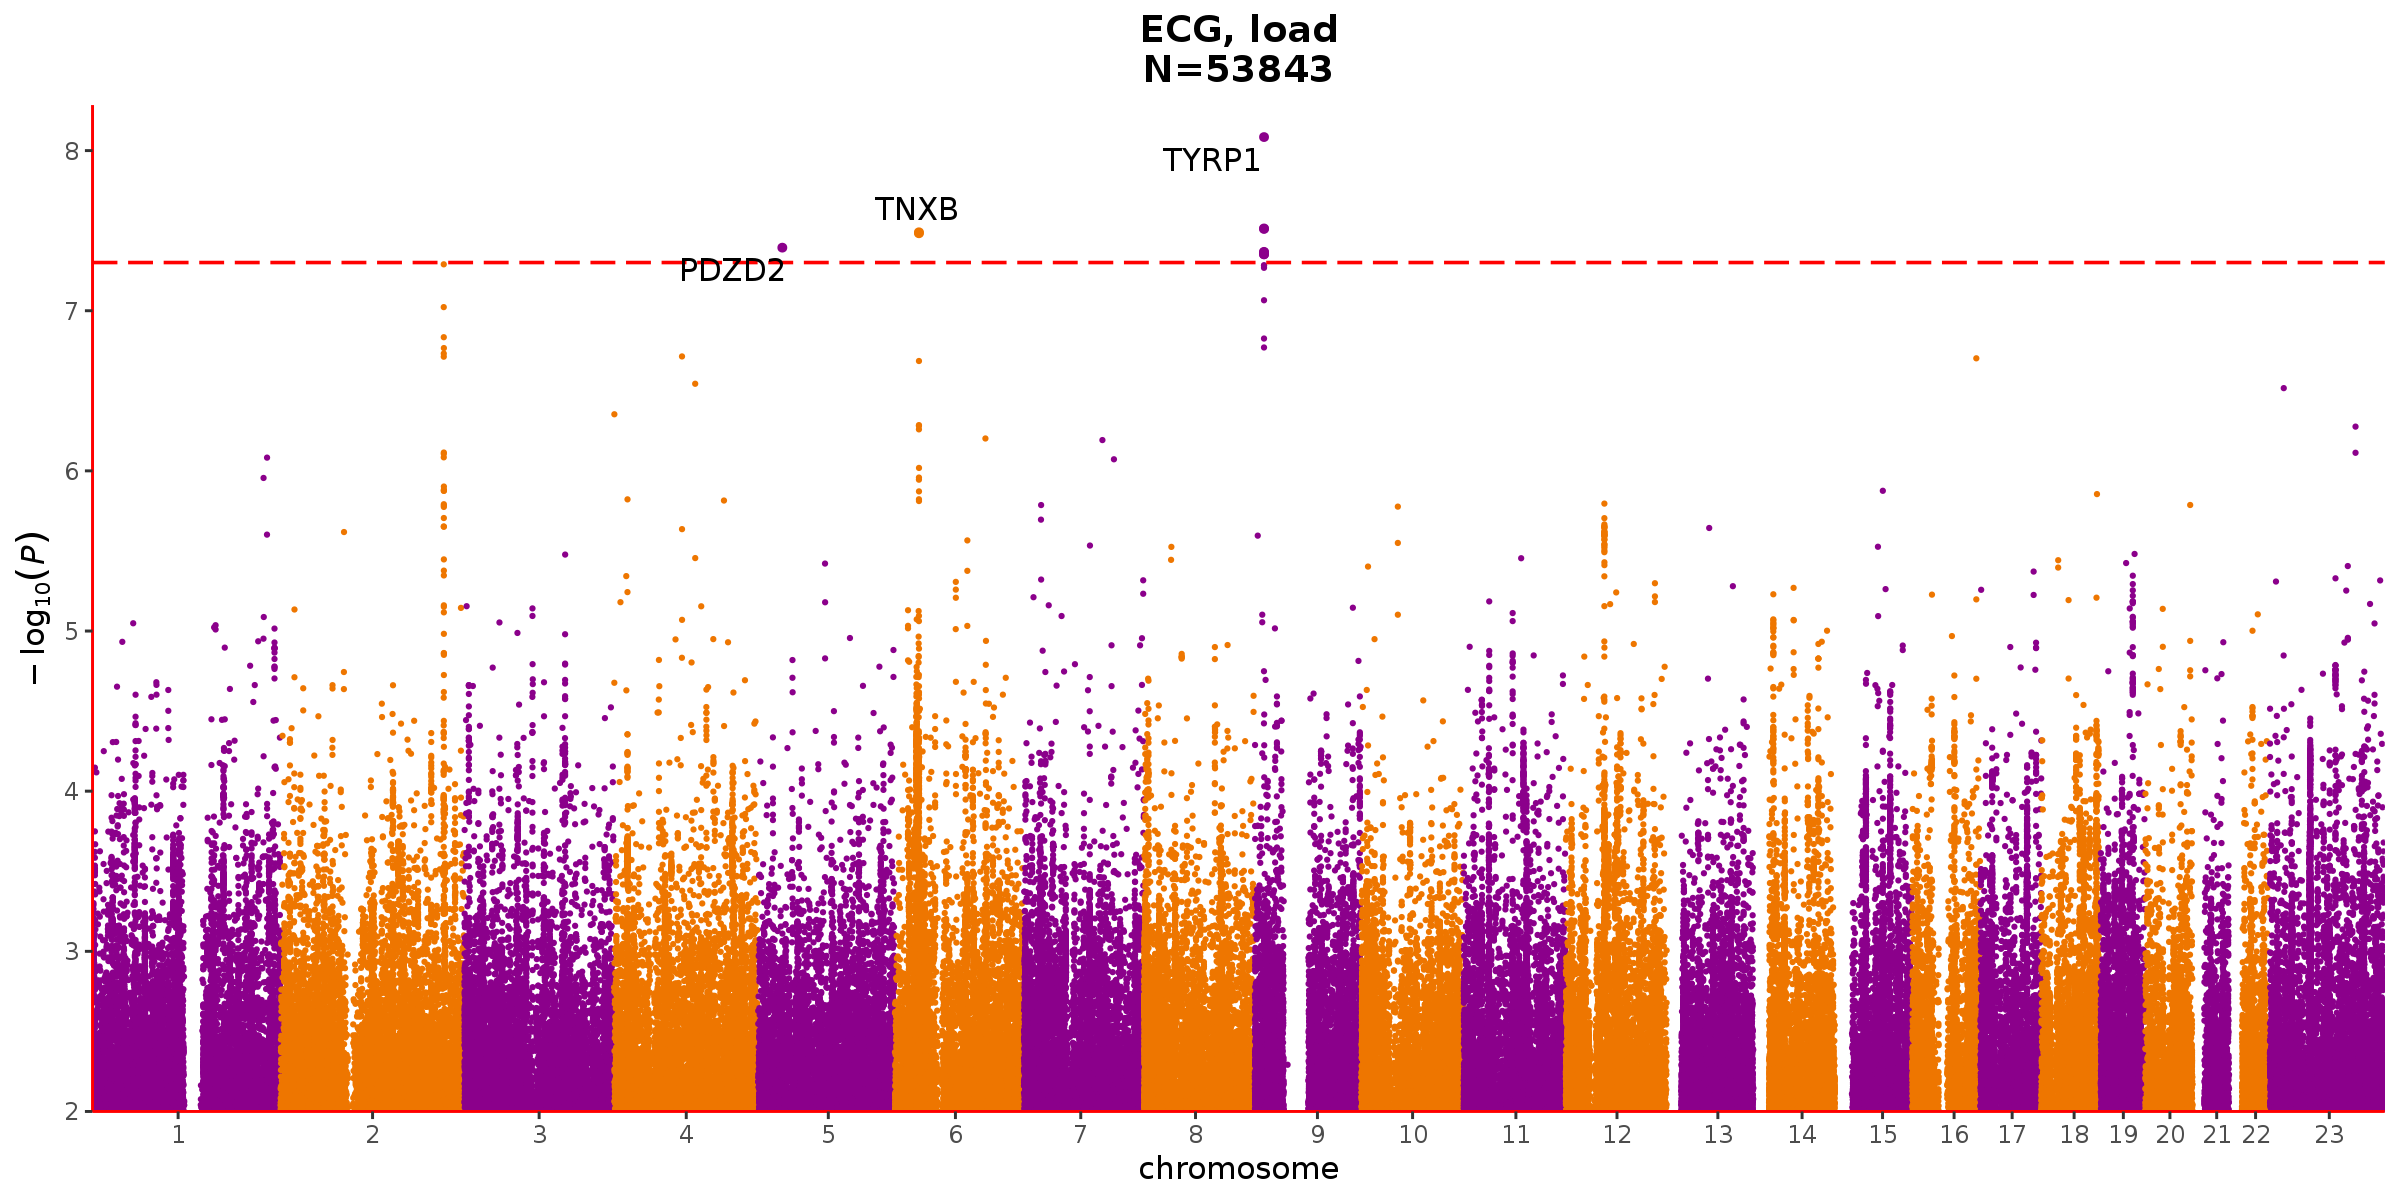 ECG, load
N=53843
8
TYRP1
TNXB
PDZD2
7
6
5
4
3
2
−log10(P)
1 2 3 4 5 6 7 8 9 10 11 12 13 14 15 16 17 18 19 20 21 22 23
chromosome